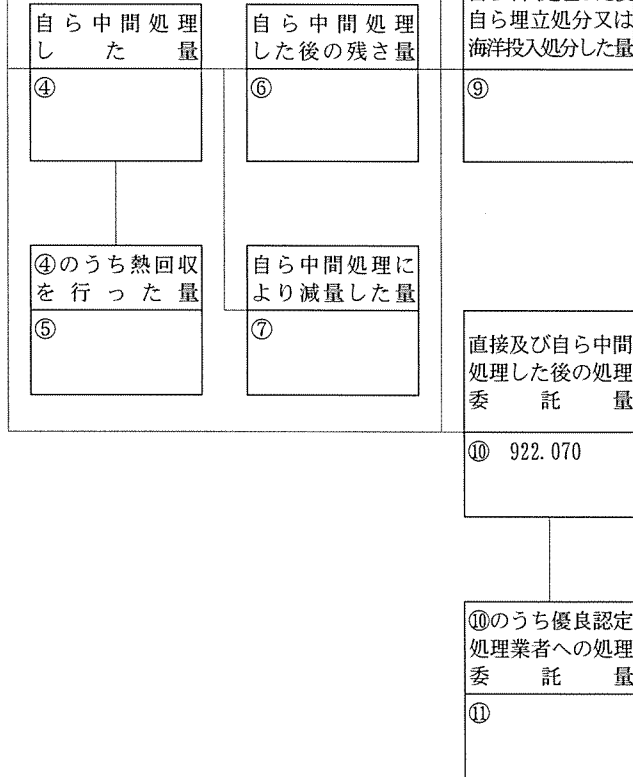 自ら中間処理
した量
④
自ら中間処理
した後の残さ量
⑥
自ら埋立処分又は
海洋投入処分した量
⑨
④のうち熱回収
を行った量
⑤
自ら中間処理に
より減量した量
⑦
直接及び自ら中間
処理した後の処理
委託量
⑩ 922.070
⑩のうち優良認定
処理業者への処理
委託量
⑪